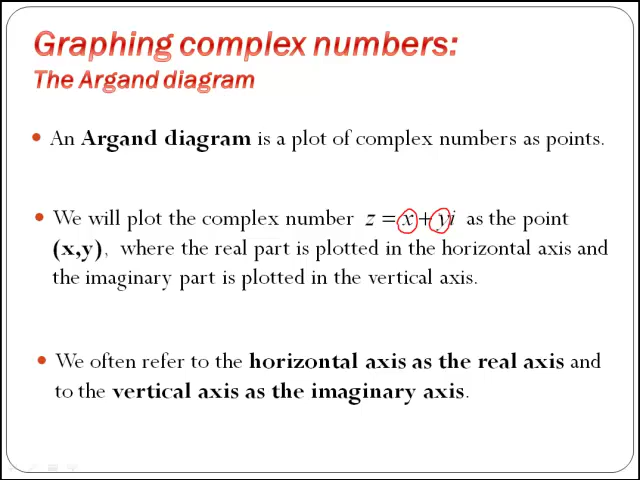 Graphing complex numbers:
The Argand diagram
• An Argand diagram is a plot of complex numbers as points.
• We will plot the complex number z = x + yi as the point
(x,y), where the real part is plotted in the horizontal axis and
the imaginary part is plotted in the vertical axis.
• We often refer to the horizontal axis as the real axis and
to the vertical axis as the imaginary axis.